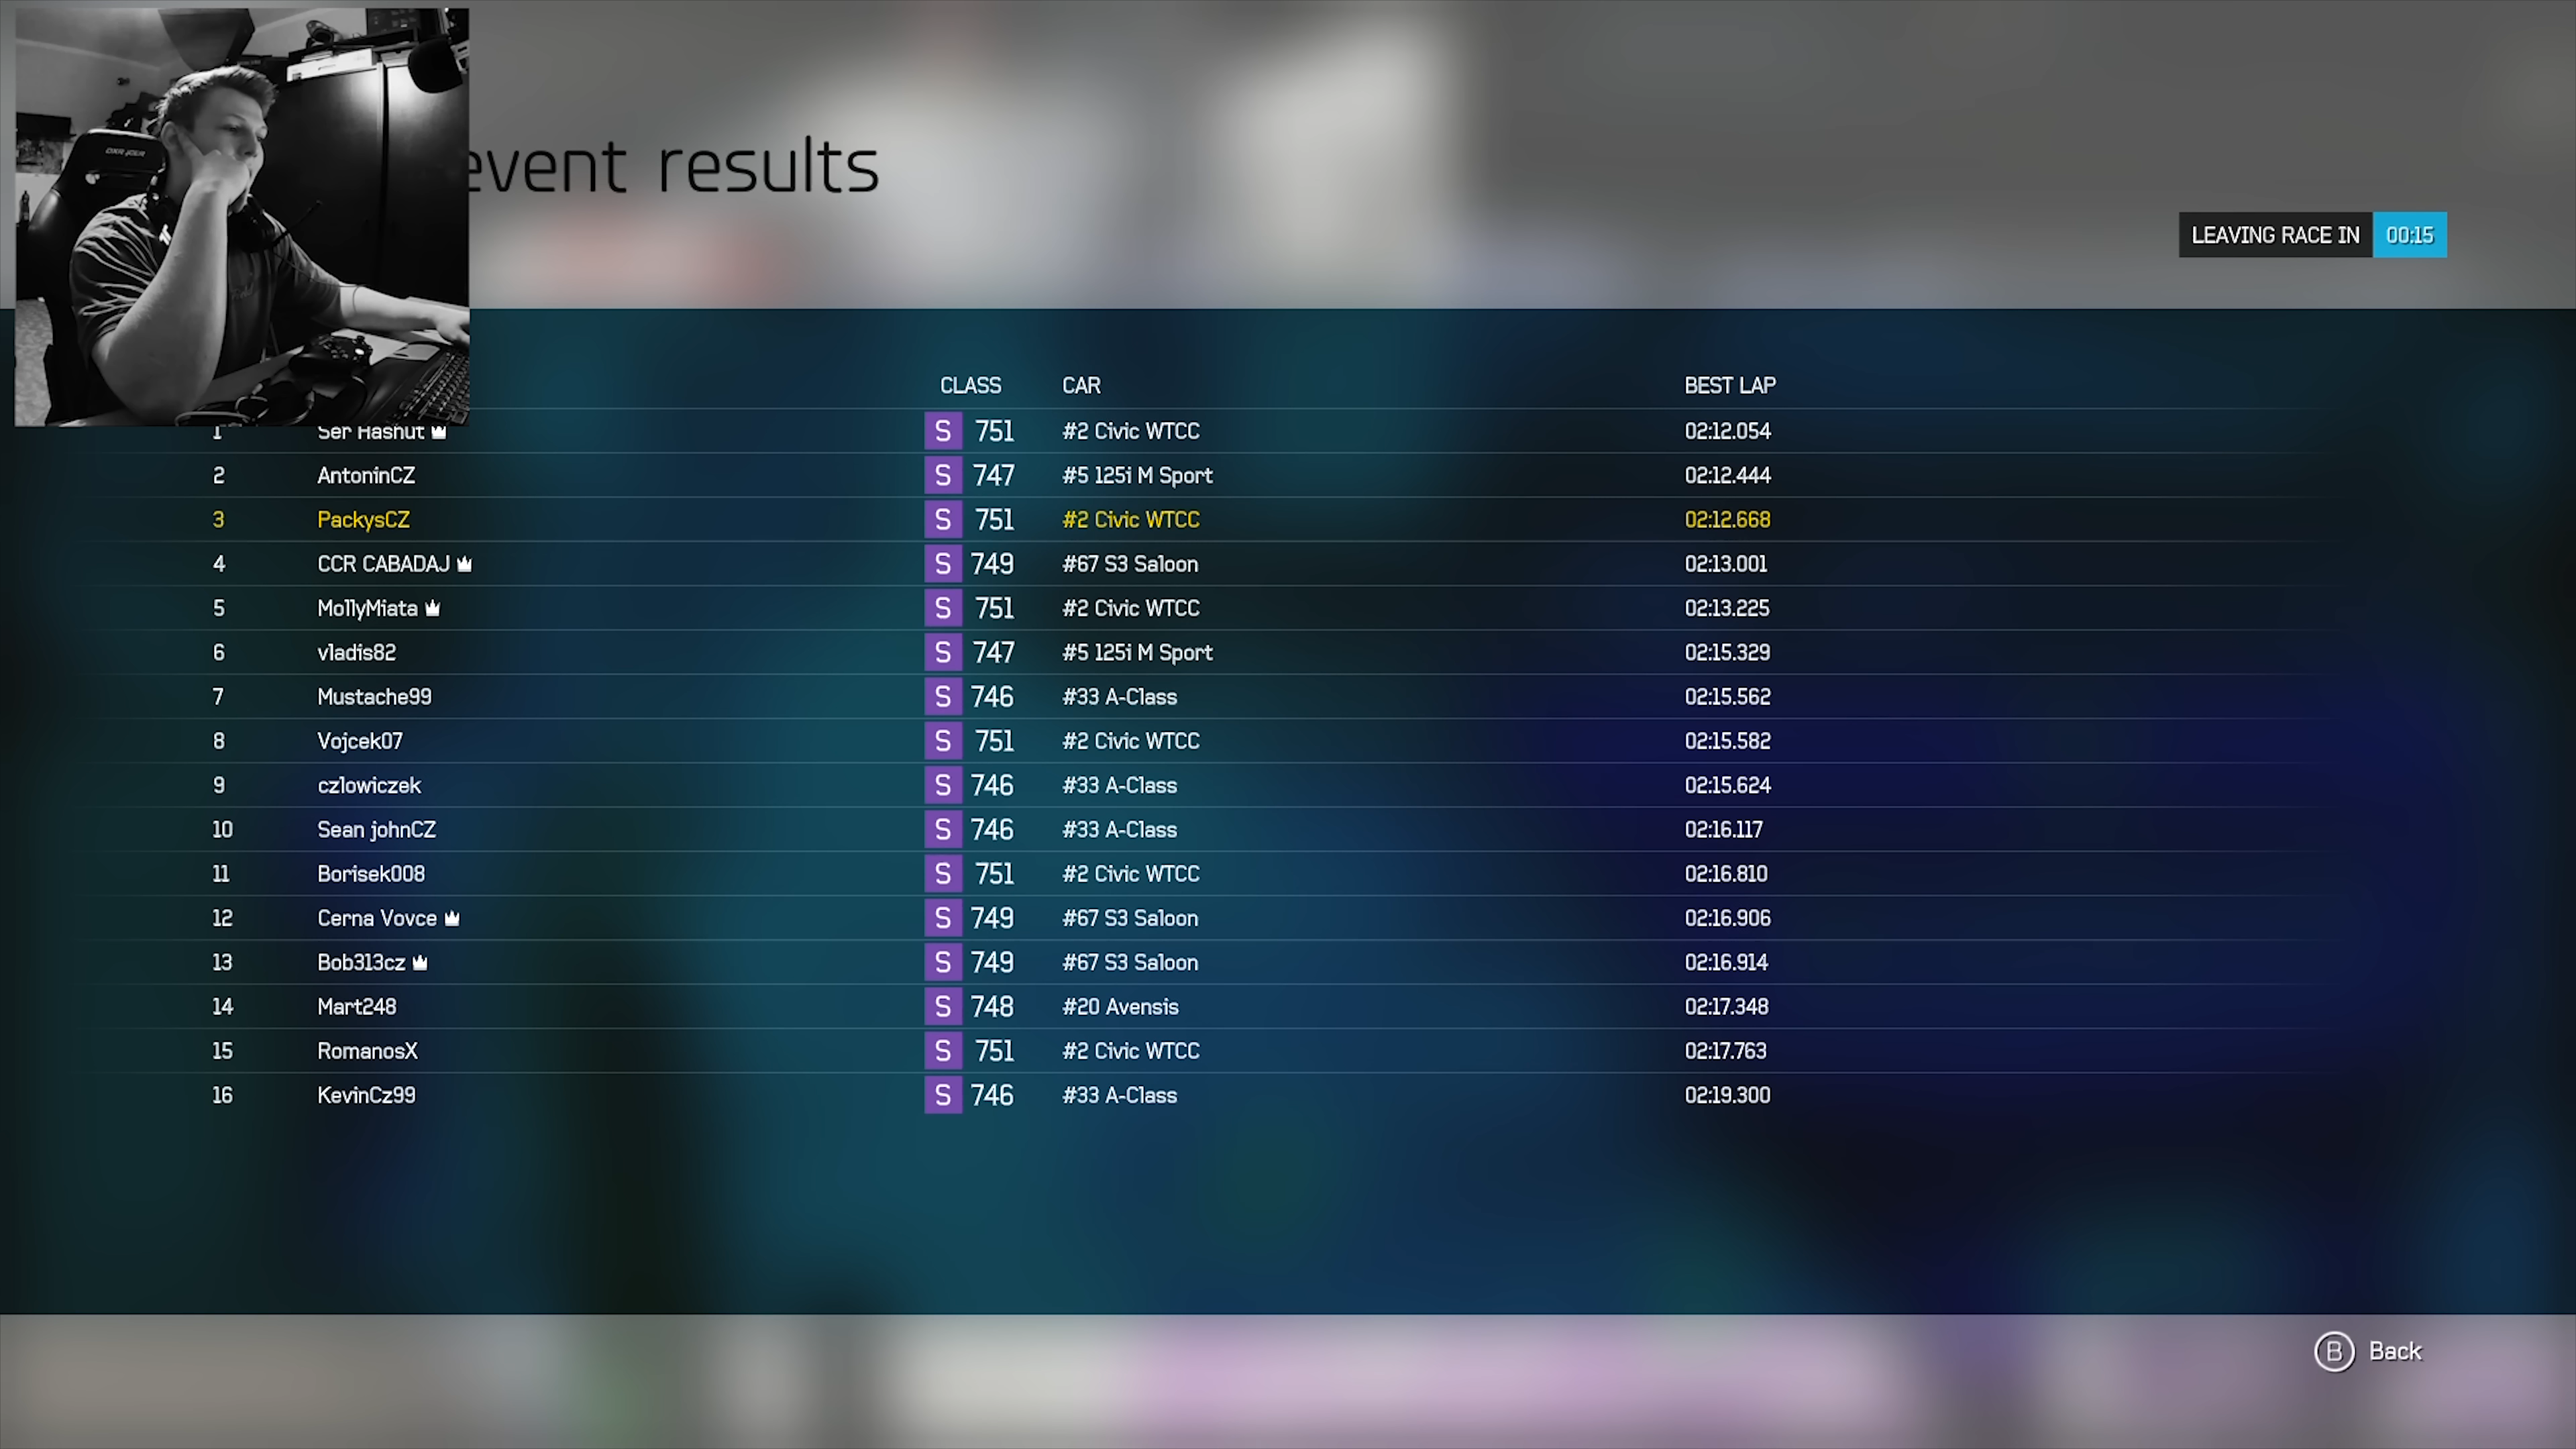 event results
LEAVING RACE IN 00:15
CLASS CAR BEST LAP
1 Ser Hashut S 751 #2 Civic WTCC 02:12.054
2 AntoninCZ S 747 #5 125i M Sport 02:12.444
3 PackysCZ S 751 #2 Civic WTCC 02:12.668
4 CCR CABADAJ S 749 #67 S3 Saloon 02:13.001
5 MollyMiata S 751 #2 Civic WTCC 02:13.225
6 vladis82 S 747 #5 125i M Sport 02:15.329
7 Mustache99 S 746 #33 A-Class 02:15.562
8 Vojcek07 S 751 #2 Civic WTCC 02:15.582
9 czlowiczek S 746 #33 A-Class 02:15.624
10 Sean johnCZ S 746 #33 A-Class 02:16.117
11 Borisek008 S 751 #2 Civic WTCC 02:16.810
12 Cerna Vovce S 749 #67 S3 Saloon 02:16.906
13 Bob313cz S 749 #67 S3 Saloon 02:16.914
14 Mart248 S 748 #20 Avensis 02:17.348
15 RomanosX S 751 #2 Civic WTCC 02:17.763
16 KevinCz99 S 746 #33 A-Class 02:19.300
B Back